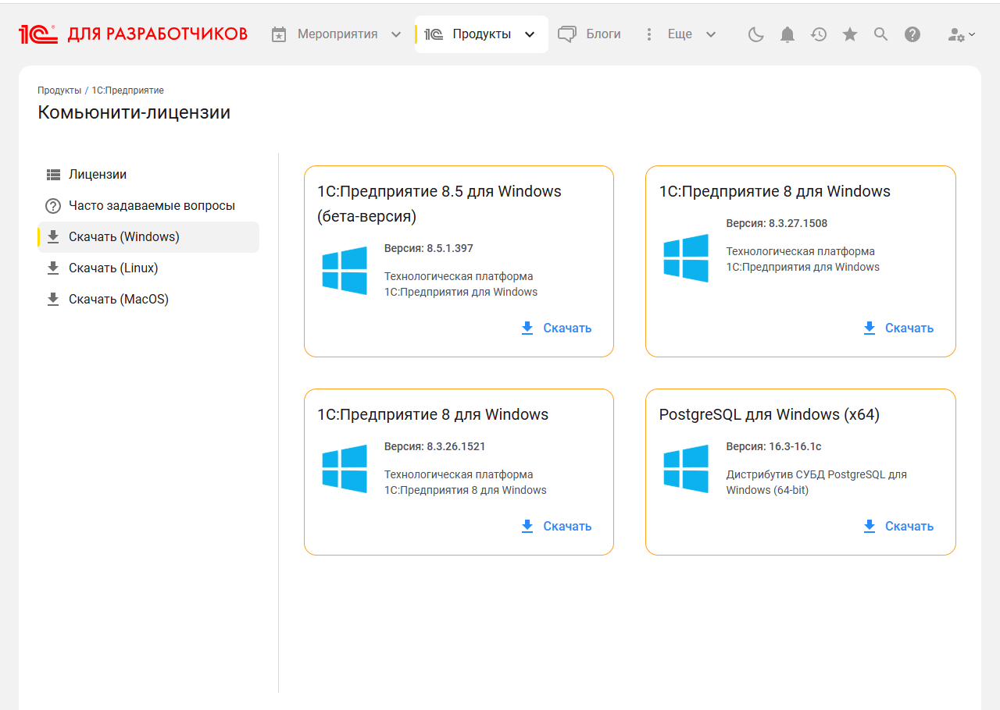 1С ДЛЯ РАЗРАБОТЧИКОВ
Мероприятия
1С Продукты
Блоги
Еще
Продукты / 1С:Предприятие
Комьюнити-лицензии
Лицензии
Часто задаваемые вопросы
Скачать (Windows)
Скачать (Linux)
Скачать (MacOS)
1С:Предприятие 8.5 для Windows
(бета-версия)
Версия: 8.5.1.397
Технологическая платформа
1С:Предприятия для Windows
Скачать
1С:Предприятие 8 для Windows
Версия: 8.3.27.1508
Технологическая платформа
1С:Предприятия для Windows
Скачать
1С:Предприятие 8 для Windows
Версия: 8.3.26.1521
Технологическая платформа
1С:Предприятия 8 для Windows
Скачать
PostgreSQL для Windows (x64)
Версия: 16.3-16.1c
Дистрибутив СУБД PostgreSQL для
Windows (64-bit)
Скачать